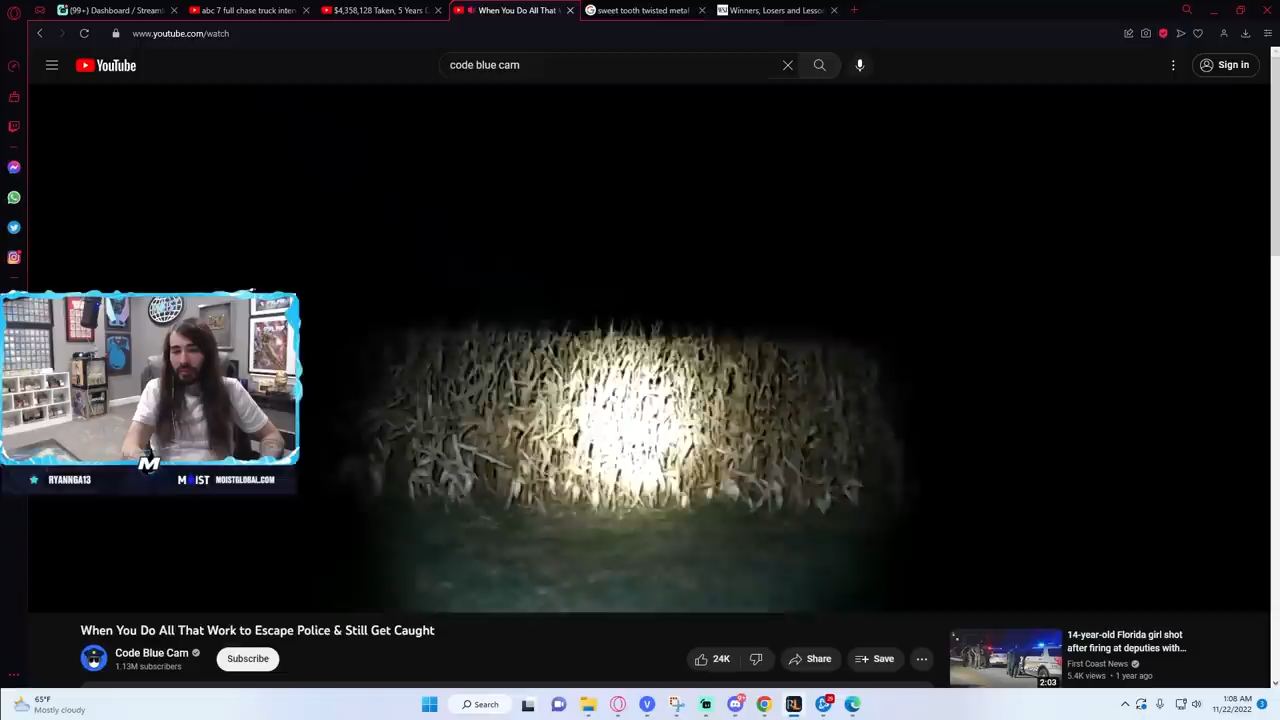 (99+) Dashboard / Streaml
abc 7 full chase truck inter
$4,358,128 Taken, 5 Years (
When You Do All That
sweet tooth twisted metal
Winners, Losers and Lesso
www.youtube.com/watch
YouTube
code blue cam
Sign in
RYANNGA13
M IST
MOISTGLOBAL.COM
When You Do All That Work to Escape Police & Still Get Caught
Code Blue Cam
1.13M subscribers
Subscribe
24K
Share
Save
2:03
14-year-old Florida girl shot
after firing at deputies with...
First Coast News
5.4K views • 1 year ago
65°F
Mostly cloudy
Search
1:08 AM
11/22/2022
3